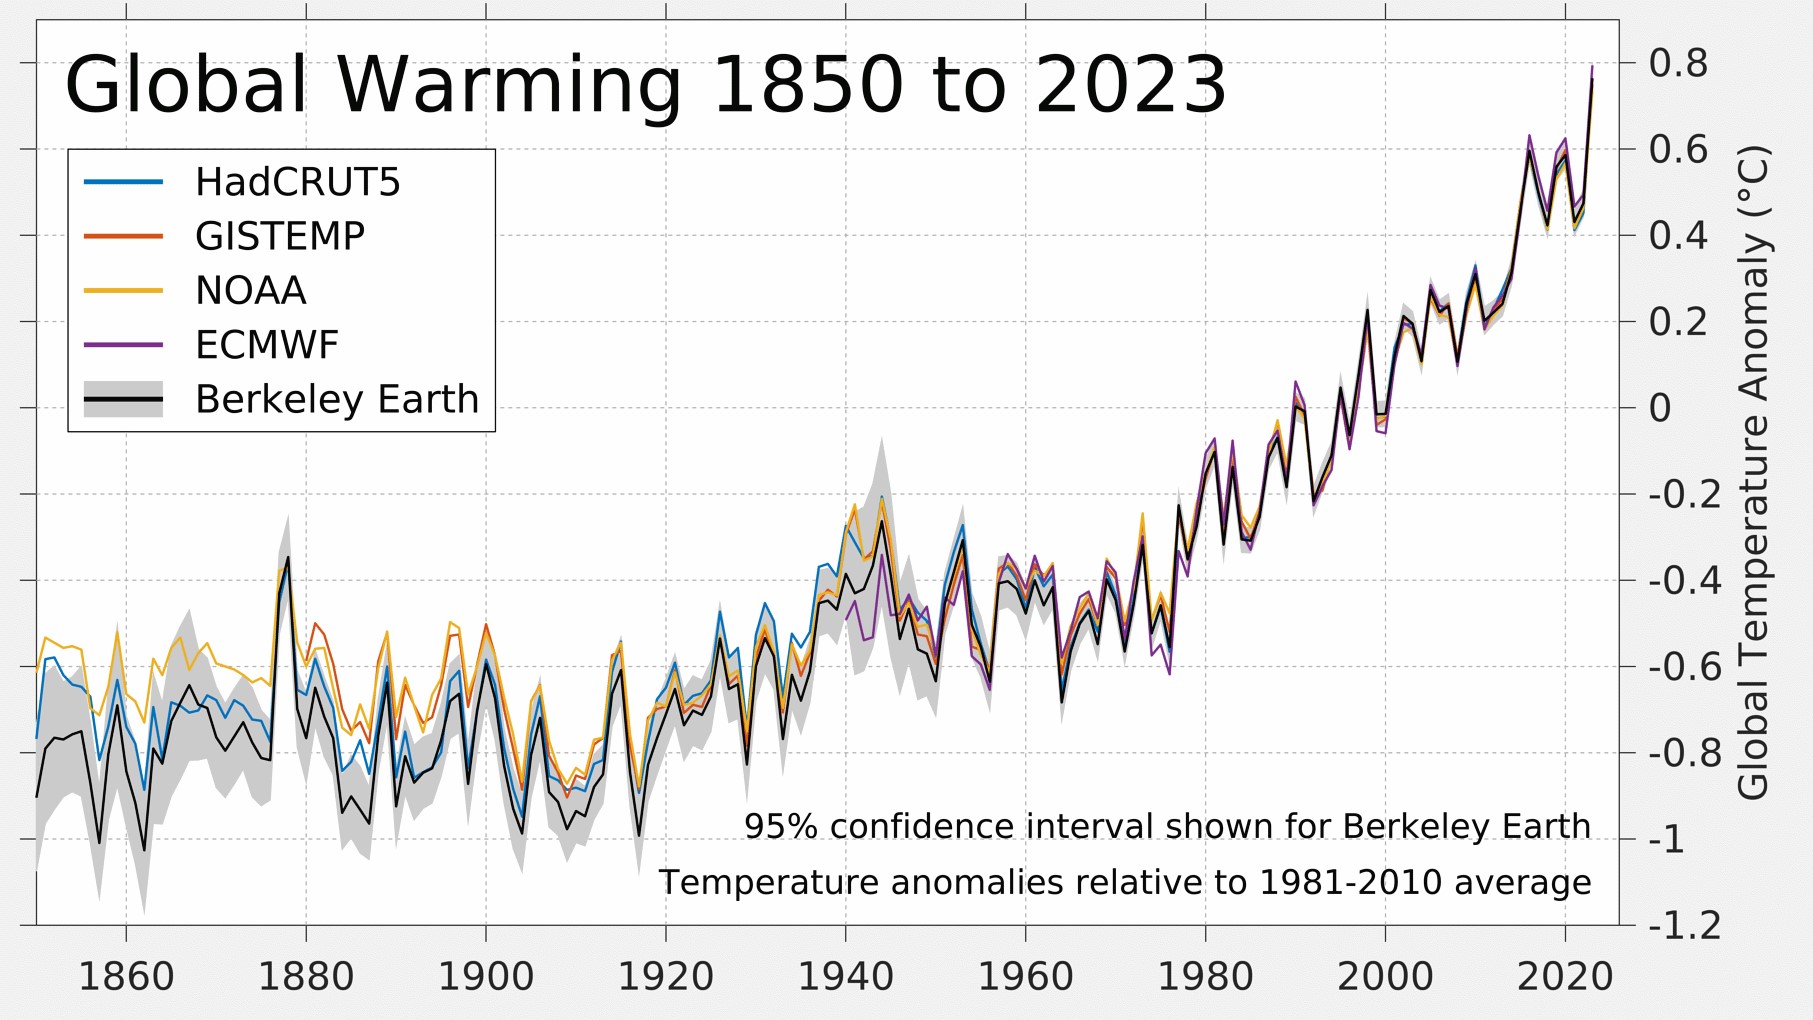 Global Warming 1850 to 2023
HadCRUT5
GISTEMP
NOAA
ECMWF
Berkeley Earth
0.8
0.6
0.4
0.2
0
-0.2
-0.4
-0.6
-0.8
-1
-1.2
Global Temperature Anomaly (°C)
95% confidence interval shown for Berkeley Earth
Temperature anomalies relative to 1981-2010 average
1860 1880 1900 1920 1940 1960 1980 2000 2020